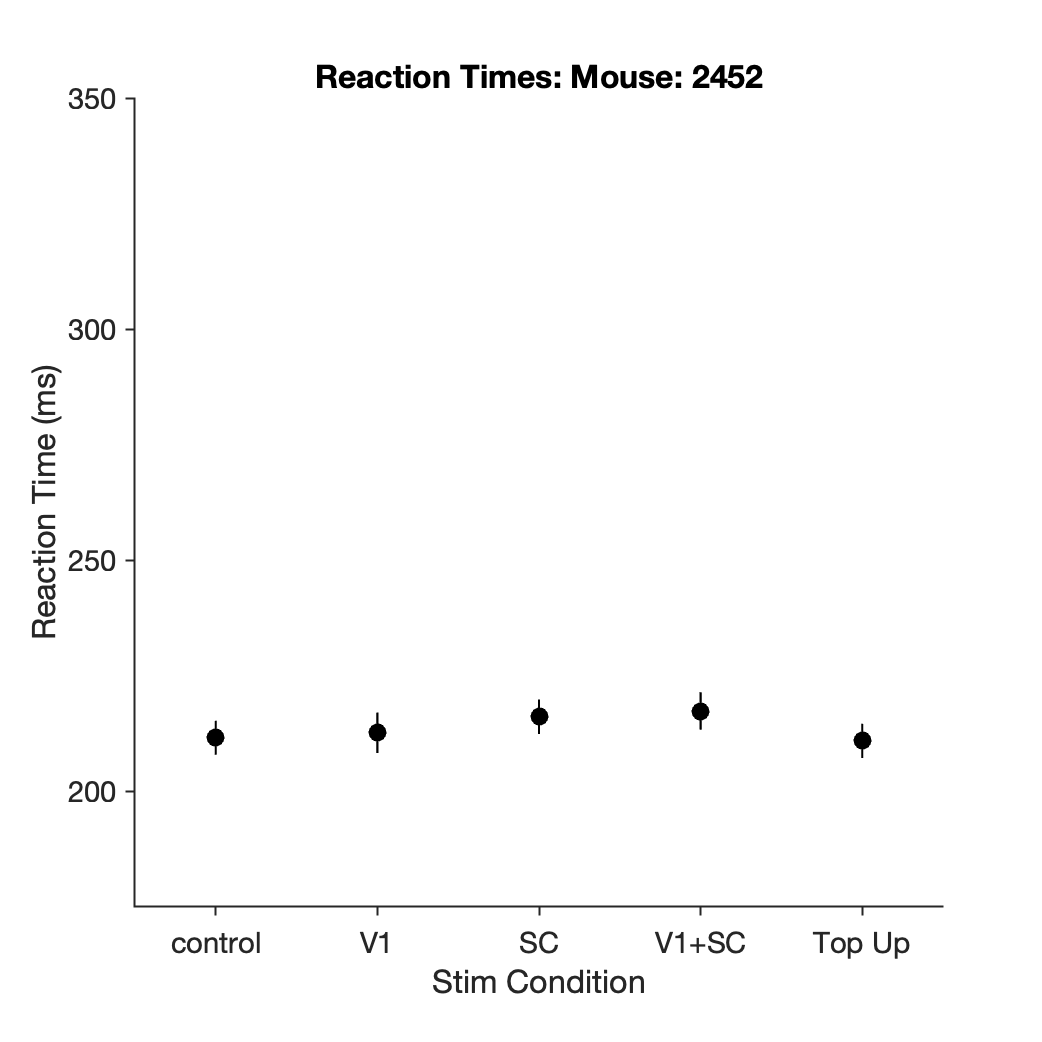 Reaction Times: Mouse: 2452
350
300
250
200
Reaction Time (ms)
control V1 SC V1+SC Top Up
Stim Condition